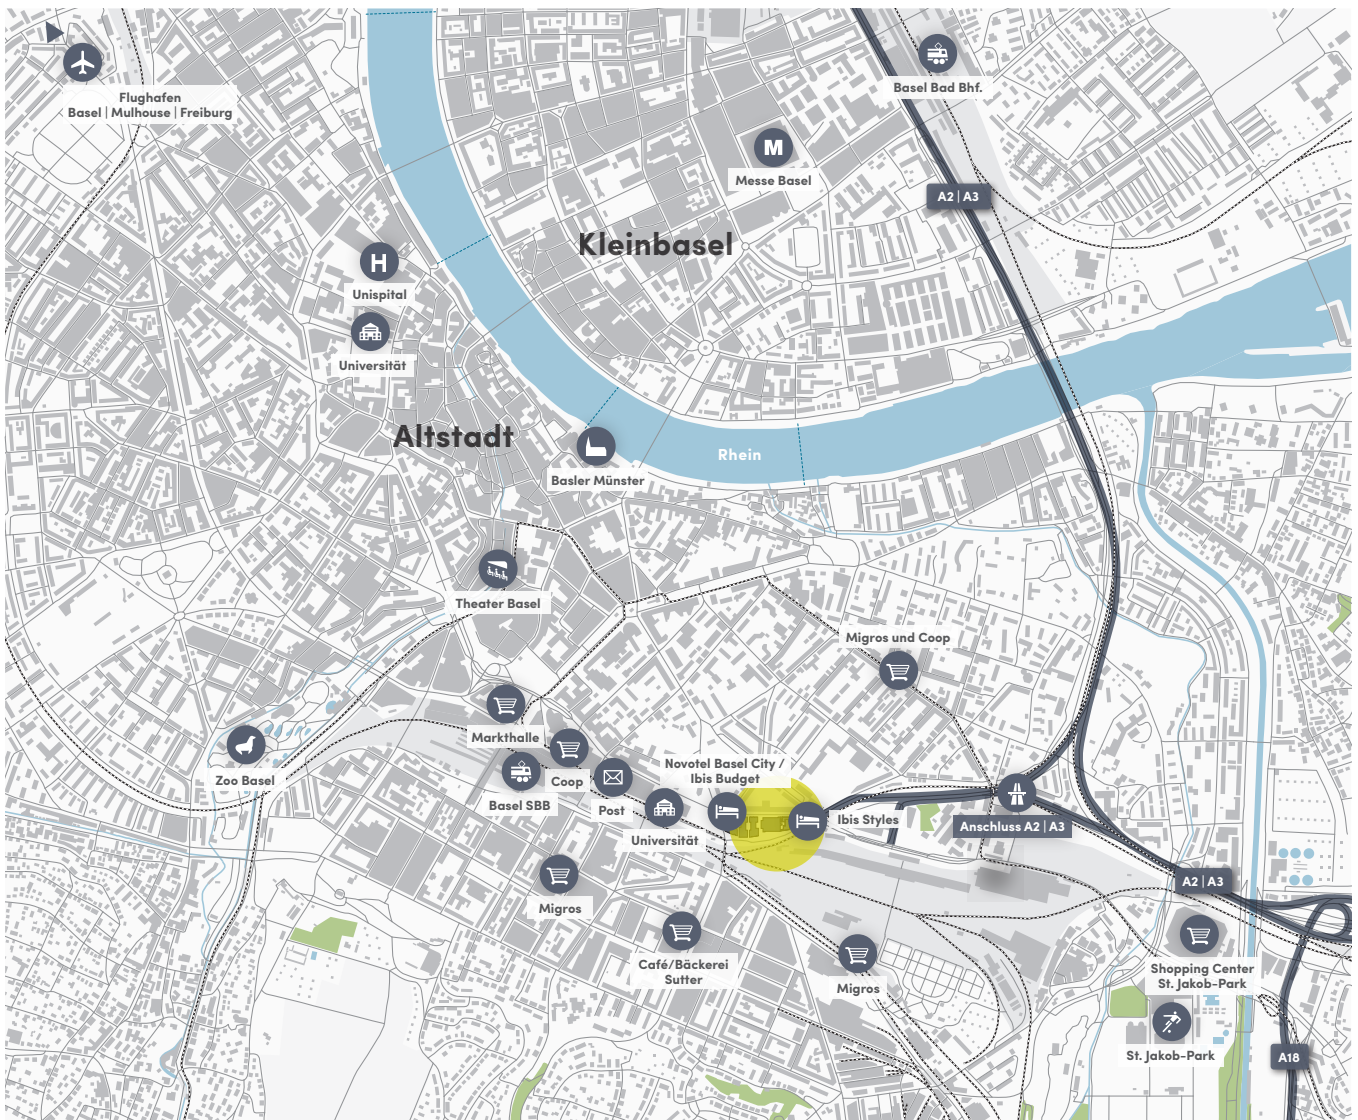 Basel Bad Bhf.
Flughafen
Basel | Mulhouse | Freiburg
M
Messe Basel
A2 | A3
Kleinbasel
H
Unispital
Universität
Altstadt
Rhein
Basler Münster
Theater Basel
Migros und Coop
Markthalle
Zoo Basel
Coop
Novotel Basel City /
Ibis Budget
Basel SBB
Post
Ibis Styles
Universität
Anschluss A2 | A3
A2 | A3
Migros
Café/Bäckerei
Sutter
Migros
Shopping Center
St. Jakob-Park
St. Jakob-Park
A18